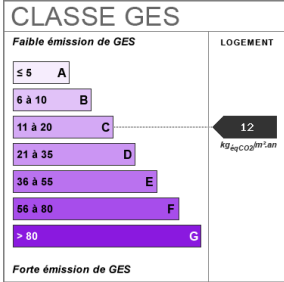 CLASSE GES
Faible émission de GES
LOGEMENT
≤ 5 A
6 à 10 B
11 à 20 C
12
kgéqCO2/m².an
21 à 35 D
36 à 55 E
56 à 80 F
> 80 G
Forte émission de GES